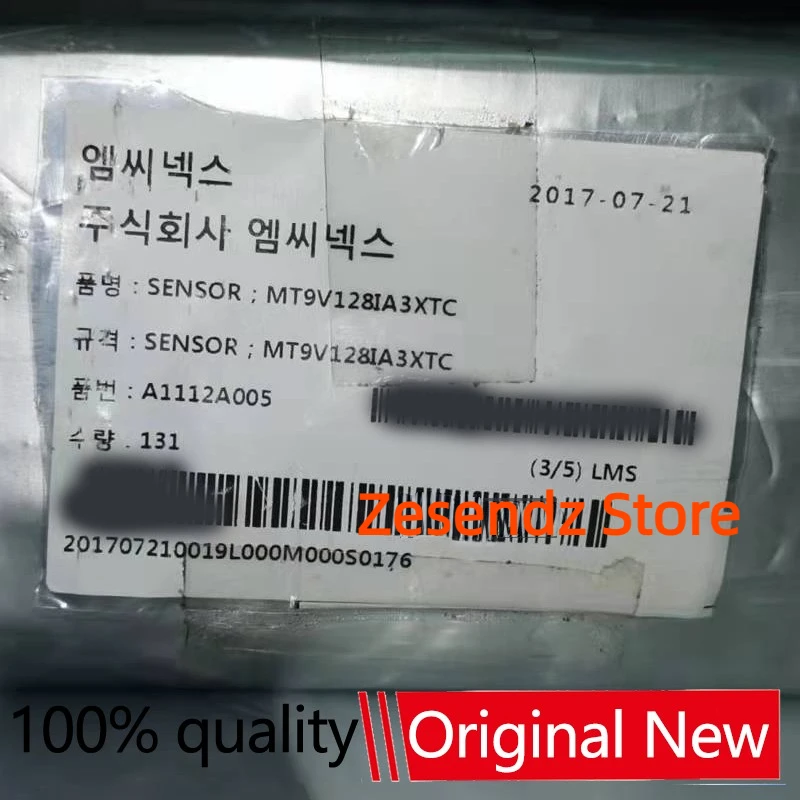 엠씨넥스
2017-07-21
주식회사 엠씨넥스
품명 : SENSOR ; MT9V128IA3XTC
규격 : SENSOR ; MT9V128IA3XTC
품번 : A1112A005
수량 : 131
(3/5) LMS
Zesendz Store
201707210019L000M000S0176
100% quality
Original New